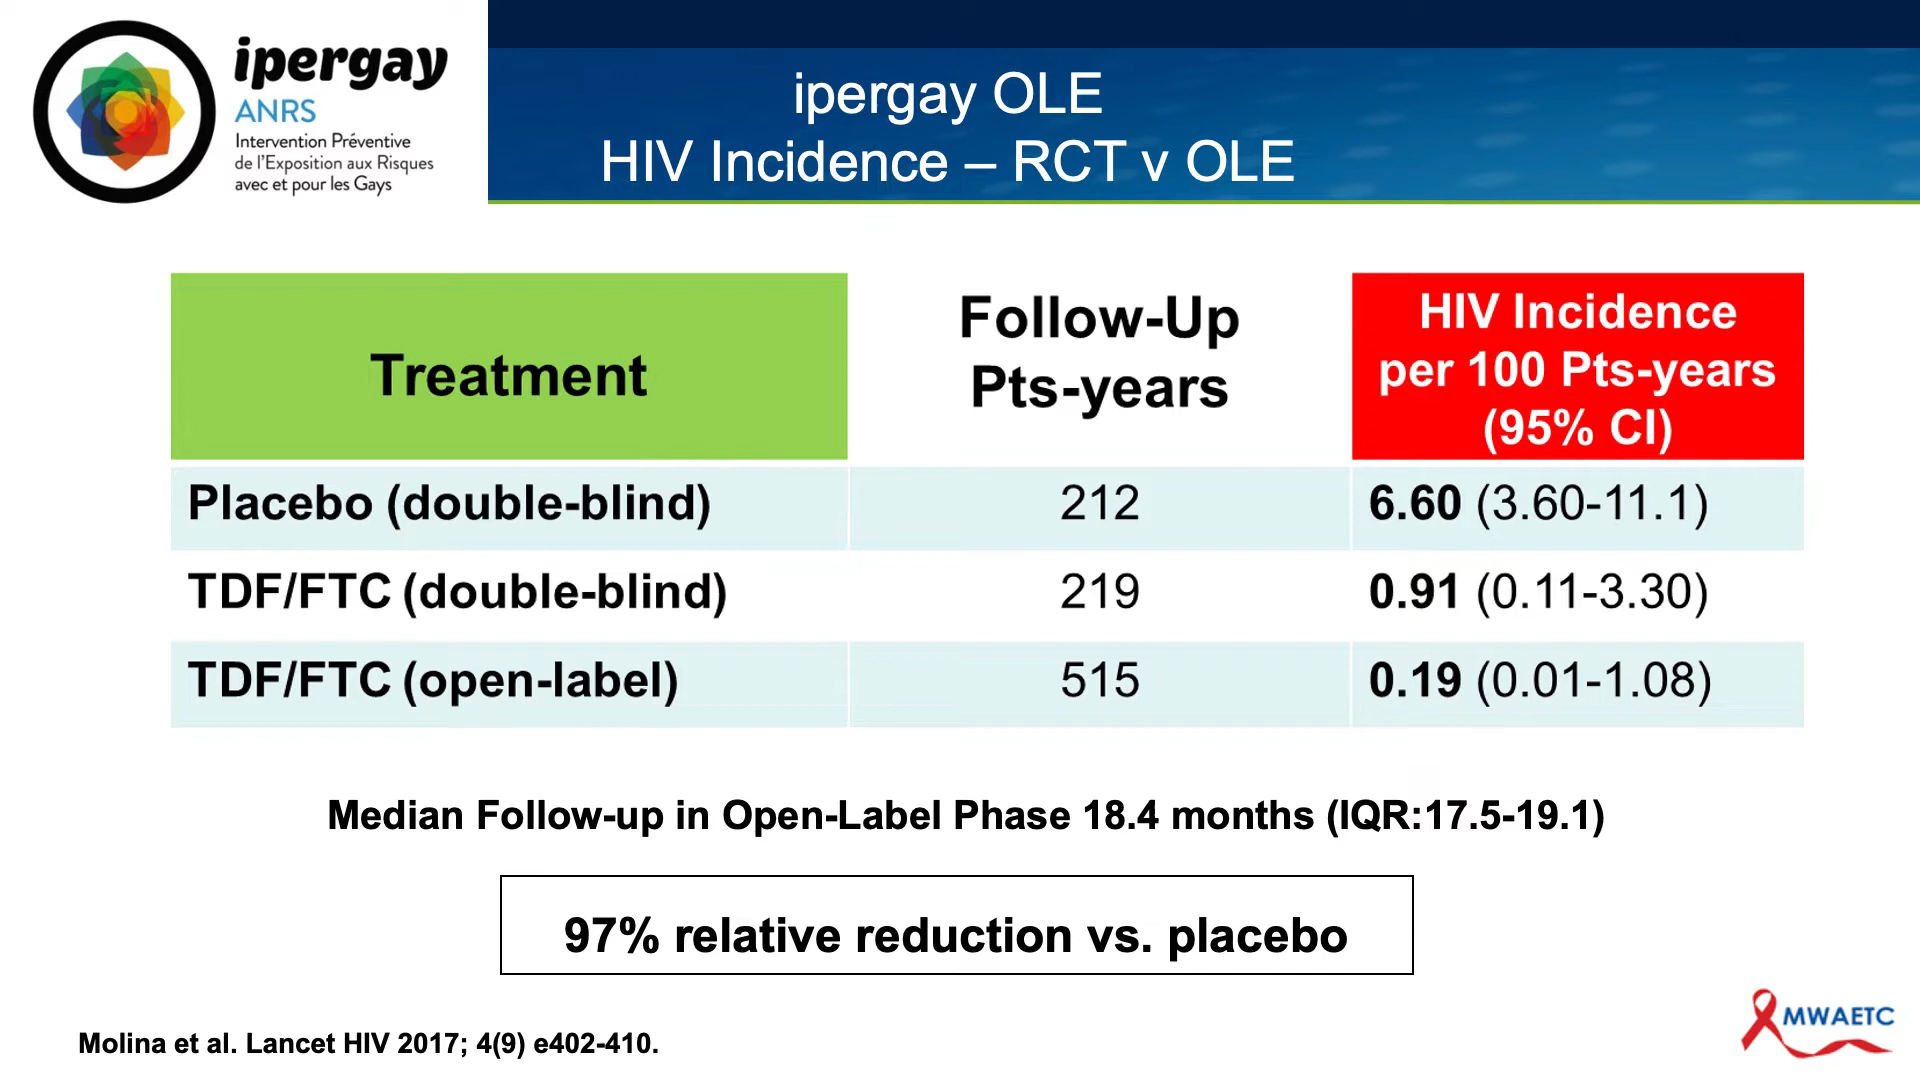 ipergay
ANRS
Intervention Préventive
de l'Exposition aux Risques
avec et pour les Gays
ipergay OLE
HIV Incidence – RCT v OLE
Treatment
Follow-Up
Pts-years
HIV Incidence
per 100 Pts-years
(95% CI)
Placebo (double-blind) 212 6.60 (3.60-11.1)
TDF/FTC (double-blind) 219 0.91 (0.11-3.30)
TDF/FTC (open-label) 515 0.19 (0.01-1.08)
Median Follow-up in Open-Label Phase 18.4 months (IQR:17.5-19.1)
97% relative reduction vs. placebo
Molina et al. Lancet HIV 2017; 4(9) e402-410.
MWAETC